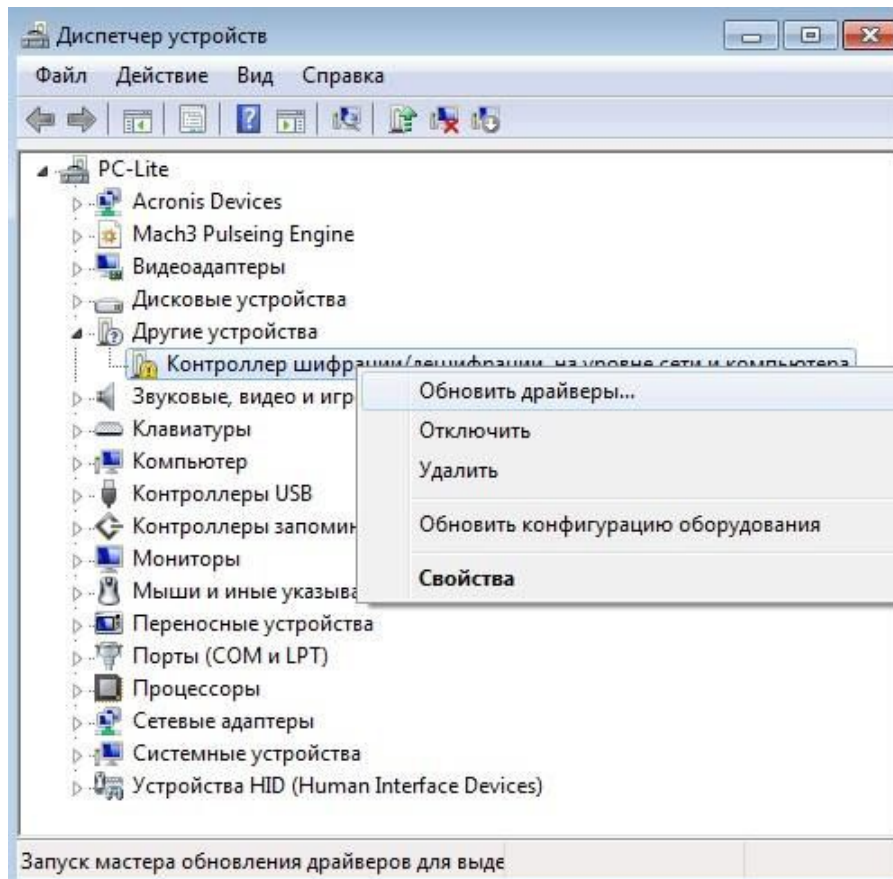 Диспетчер устройств
Файл Действие Вид Справка
PC-Lite
Acronis Devices
Mach3 Pulseing Engine
Видеоадаптеры
Дисковые устройства
Другие устройства
Контроллер шифрации/дешифрации, на уровне сети и компьютера
Звуковые, видео и игр
Клавиатуры
Компьютер
Контроллеры USB
Контроллеры запомин
Мониторы
Мыши и иные указыва
Переносные устройства
Порты (COM и LPT)
Процессоры
Сетевые адаптеры
Системные устройства
Устройства HID (Human Interface Devices)
Обновить драйверы...
Отключить
Удалить
Обновить конфигурацию оборудования
Свойства
Запуск мастера обновления драйверов для выде